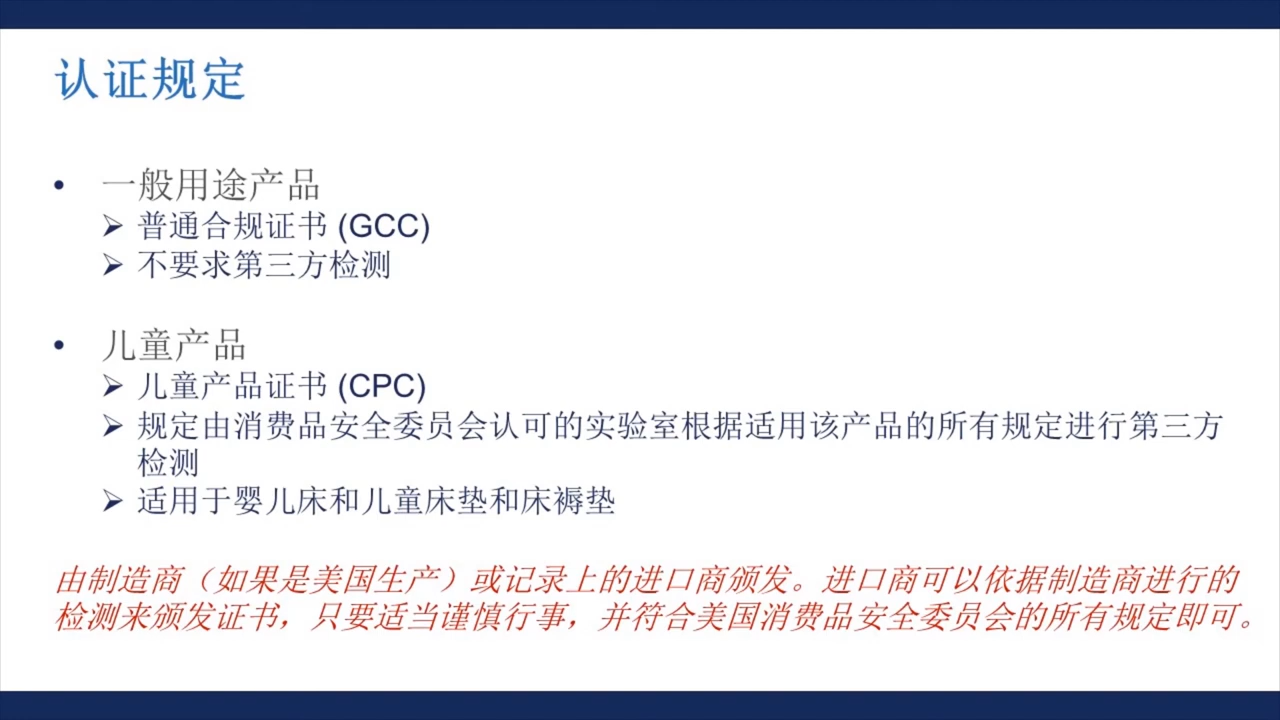 认证规定
• 一般用途产品
➢ 普通合规证书 (GCC)
➢ 不要求第三方检测
• 儿童产品
➢ 儿童产品证书 (CPC)
➢ 规定由消费品安全委员会认可的实验室根据适用该产品的所有规定进行第三方
检测
➢ 适用于婴儿床和儿童床垫和床褥垫
由制造商（如果是美国生产）或记录上的进口商颁发。进口商可以依据制造商进行的
检测来颁发证书，只要适当谨慎行事，并符合美国消费品安全委员会的所有规定即可。